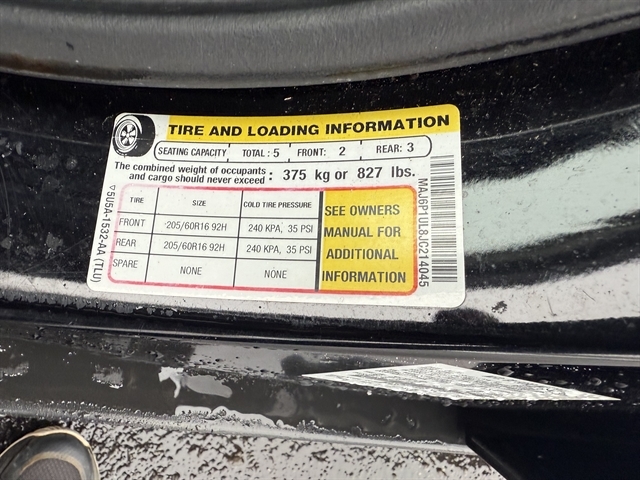 TIRE AND LOADING INFORMATION
SEATING CAPACITY TOTAL : 5 FRONT: 2 REAR: 3
The combined weight of occupants
and cargo should never exceed : 375 kg or 827 lbs.
TIRE SIZE COLD TIRE PRESSURE
FRONT 205/60R16 92H 240 KPA, 35 PSI
REAR 205/60R16 92H 240 KPA, 35 PSI
SPARE NONE NONE
SEE OWNERS
MANUAL FOR
ADDITIONAL
INFORMATION
5U5A-1532-AA (TLU)
MAJ6P1UL8JC214045